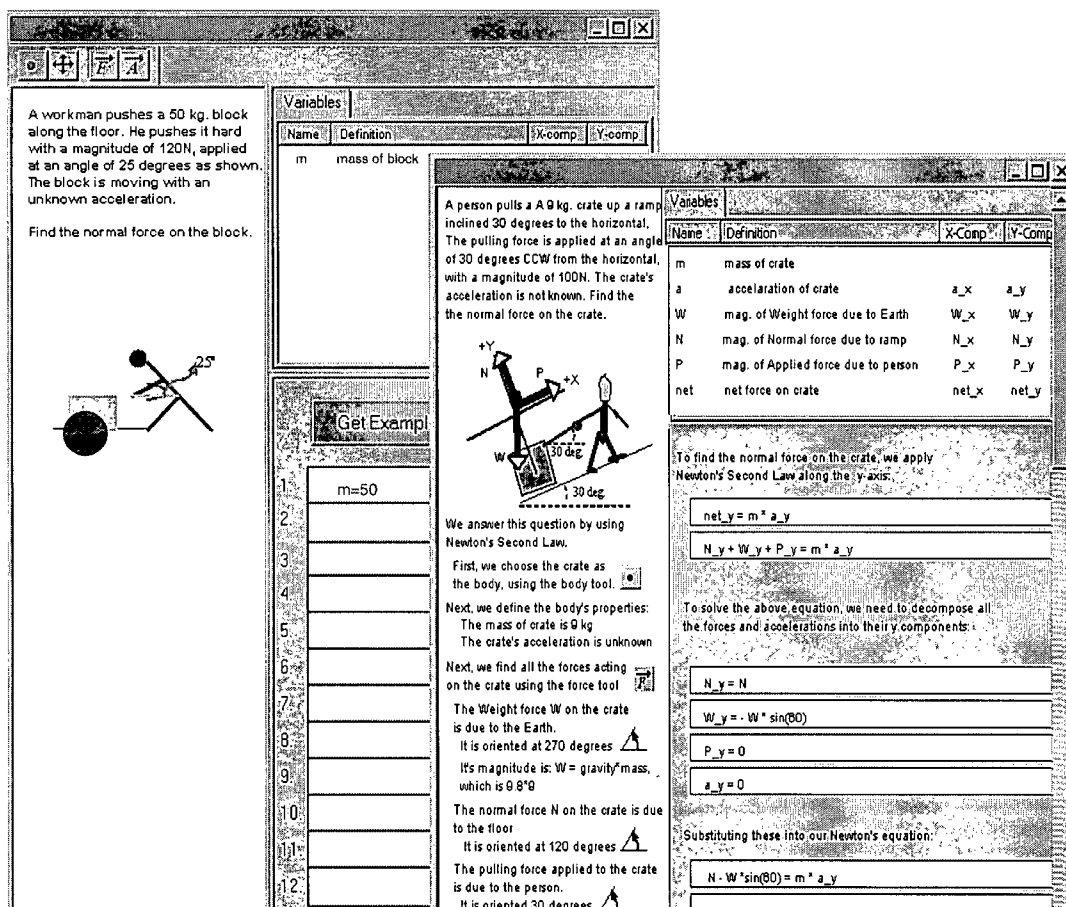 A workman pushes a 50 kg. block
along the floor. He pushes it hard
with a magnitude of 120N, applied
at an angle of 25 degrees as shown.
The block is moving with an
unknown acceleration.
Find the normal force on the block.
25°
Variables
Name Definition X-comp Y-comp
m mass of block
Get Exampl
1. m=50
2.
3.
4.
5.
6.
7.
8.
9.
10.
11.
12.
A person pulls a A 9 kg. crate up a ramp
inclined 30 degrees to the horizontal,
The pulling force is applied at an angle
of 30 degrees CCW from the horizontal,
with a magnitude of 100N. The crate's
acceleration is not known. Find the
the normal force on the crate.
+Y
N
P
+X
W
30 deg.
30 deg
We answer this question by using
Newton's Second Law.
First, we choose the crate as
the body, using the body tool.
Next, we define the body's properties:
The mass of crate is 9 kg
The crate's acceleration is unknown
Next, we find all the forces acting
on the crate using the force tool
The Weight force W on the crate
is due to the Earth.
It is oriented at 270 degrees
It's magnitude is: W = gravity*mass,
which is 9.8*9
The normal force N on the crate is due
to the floor
It is oriented at 120 degrees
The pulling force applied to the crate
is due to the person.
It is oriented 30 degrees
Variables
Name Definition X-Comp Y-Comp
m mass of crate
a accelaration of crate a_x a_y
W mag. of Weight force due to Earth W_x W_y
N mag. of Normal force due to ramp N_x N_y
P mag. of Applied force due to person P_x P_y
net net force on crate net_x net_y
To find the normal force on the crate, we apply
Newton's Second Law along the y-axis:
net_y = m * a_y
N_y + W_y + P_y = m * a_y
To solve the above equation, we need to decompose all
the forces and accelerations into their y components:
N_y = N
W_y = - W * sin(60)
P_y = 0
a_y = 0
Substituting these into our Newton's equation:
N - W *sin(60) = m * a_y